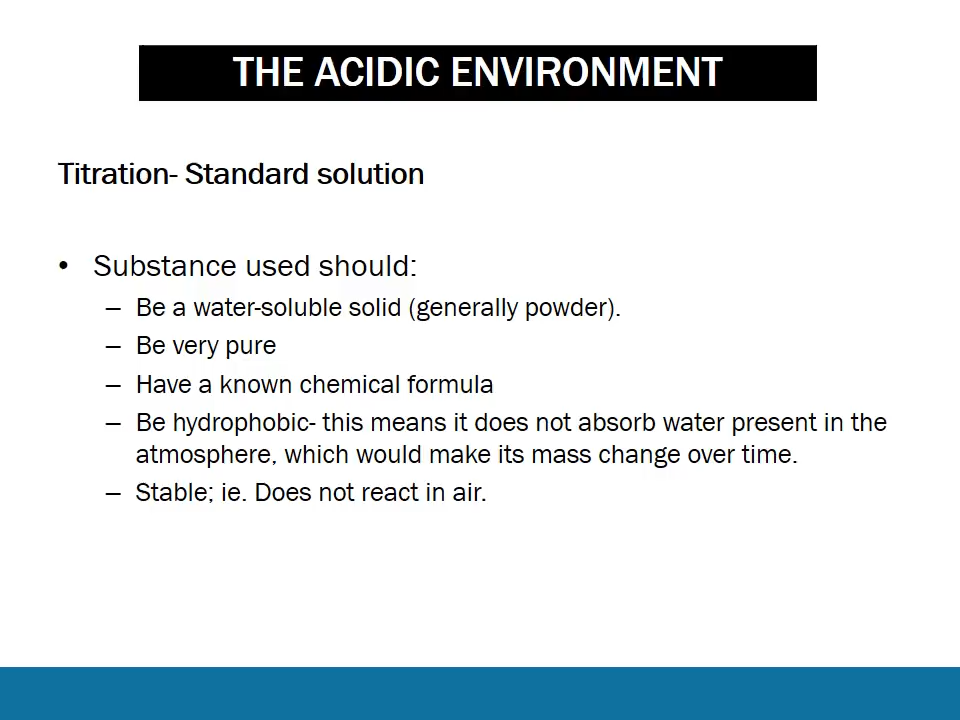 THE ACIDIC ENVIRONMENT
Titration- Standard solution
• Substance used should:
– Be a water-soluble solid (generally powder).
– Be very pure
– Have a known chemical formula
– Be hydrophobic- this means it does not absorb water present in the
atmosphere, which would make its mass change over time.
– Stable; ie. Does not react in air.